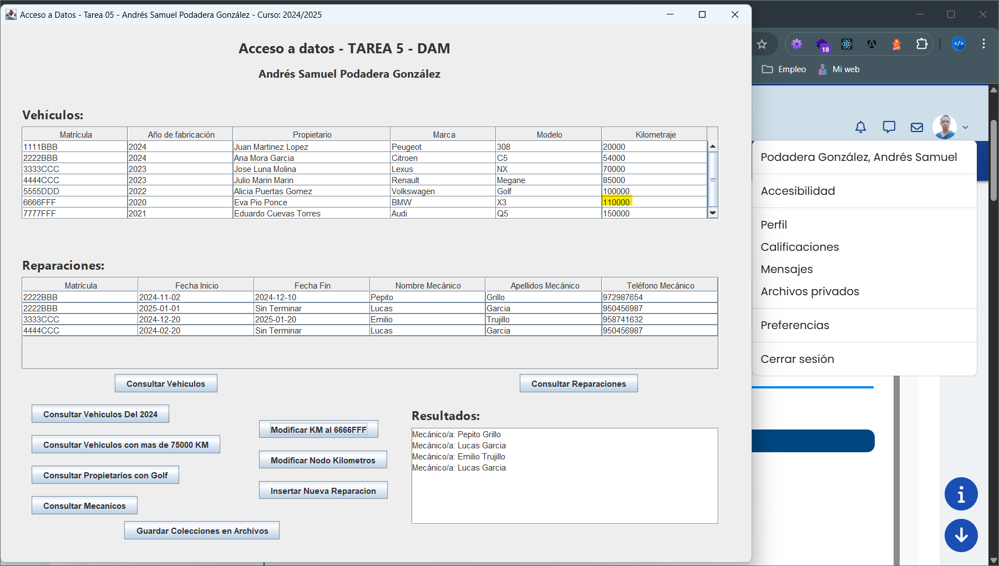 Acceso a Datos - Tarea 05 - Andrés Samuel Podadera González - Curso: 2024/2025
Acceso a datos - TAREA 5 - DAM
Andrés Samuel Podadera González
Vehículos:
Matrícula Año de fabricación Propietario Marca Modelo Kilometraje
1111BBB 2024 Juan Martinez Lopez Peugeot 308 20000
2222BBB 2024 Ana Mora Garcia Citroen C5 54000
3333CCC 2023 Jose Luna Molina Lexus NX 70000
4444CCC 2023 Julio Marin Marin Renault Megane 85000
5555DDD 2022 Alicia Puertas Gomez Volkswagen Golf 100000
6666FFF 2020 Eva Pio Ponce BMW X3 110000
7777FFF 2021 Eduardo Cuevas Torres Audi Q5 150000
Reparaciones:
Matrícula Fecha Inicio Fecha Fin Nombre Mecánico Apellidos Mecánico Teléfono Mecánico
2222BBB 2024-11-02 2024-12-10 Pepito Grillo 972987654
2222BBB 2025-01-01 Sin Terminar Lucas Garcia 950456987
3333CCC 2024-12-20 2025-01-20 Emilio Trujillo 958741632
4444CCC 2024-02-20 Sin Terminar Lucas Garcia 950456987
Consultar Vehiculos
Consultar Reparaciones
Consultar Vehiculos Del 2024
Consultar Vehiculos con mas de 75000 KM
Consultar Propietarios con Golf
Consultar Mecanicos
Guardar Colecciones en Archivos
Modificar KM al 6666FFF
Modificar Nodo Kilometros
Insertar Nueva Reparacion
Resultados:
Mecánico/a: Pepito Grillo
Mecánico/a: Lucas Garcia
Mecánico/a: Emilio Trujillo
Mecánico/a: Lucas Garcia
18
</>
Empleo
Mi web
Podadera González, Andrés Samuel
Accesibilidad
Perfil
Calificaciones
Mensajes
Archivos privados
Preferencias
Cerrar sesión